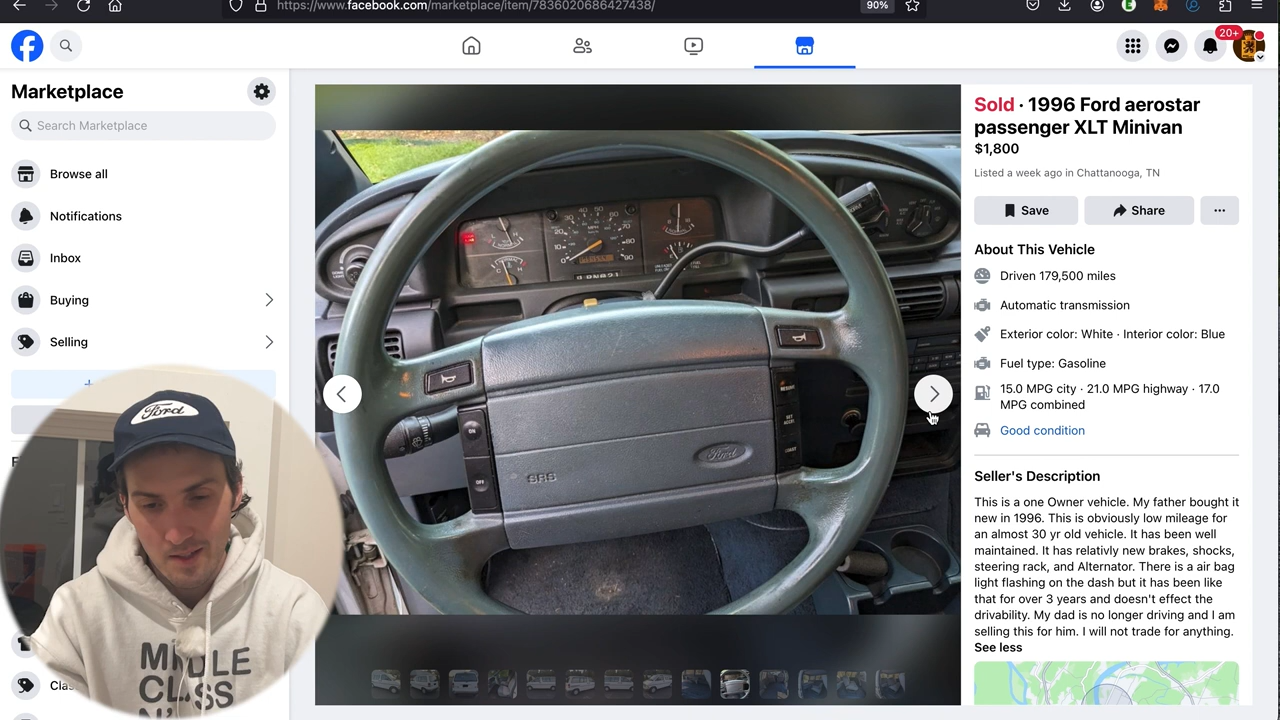 https://www.facebook.com/marketplace/item/7836020686427438/
90%
20+
Marketplace
Search Marketplace
Browse all
Notifications
Inbox
Buying
Selling
Ford
MIDDLE
CLASS
Sold · 1996 Ford aerostar
passenger XLT Minivan
$1,800
Listed a week ago in Chattanooga, TN
Save
Share
About This Vehicle
Driven 179,500 miles
Automatic transmission
Exterior color: White · Interior color: Blue
Fuel type: Gasoline
15.0 MPG city · 21.0 MPG highway · 17.0
MPG combined
Good condition
Seller's Description
This is a one Owner vehicle. My father bought it
new in 1996. This is obviously low mileage for
an almost 30 yr old vehicle. It has been well
maintained. It has relativly new brakes, shocks,
steering rack, and Alternator. There is a air bag
light flashing on the dash but it has been like
that for over 3 years and doesn't effect the
drivability. My dad is no longer driving and I am
selling this for him. I will not trade for anything.
See less
ON
OFF
SRS
Ford